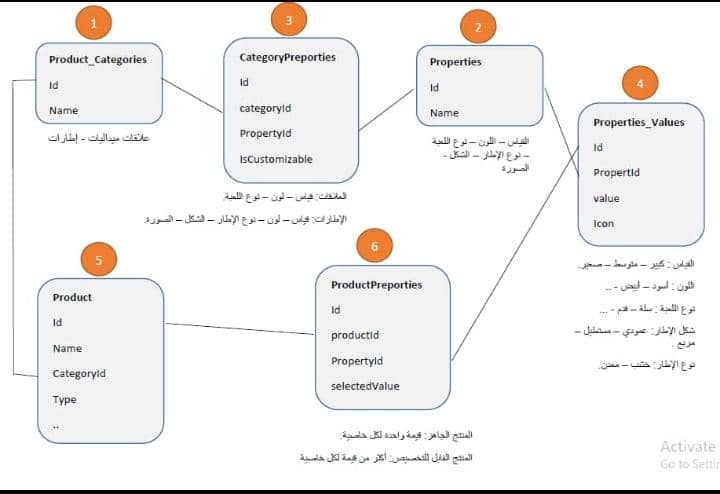 1
Product_Categories
Id
Name
علاقات ميداليات - إطارات
3
CategoryPreporties
Id
categoryId
PropertyId
IsCustomizable
العلاقات: قياس – لون – نوع اللعبة.
الإطارات: قياس – لون – نوع الإطار – الشكل – الصورة.
2
Properties
Id
Name
القياس – اللون – نوع اللعبة
– نوع الإطار – الشكل -
الصورة
4
Properties_Values
Id
PropertId
value
Icon
القياس : كبير – متوسط – صغير.
اللون : أسود – أبيض - ..
نوع اللعبة : سلة – قدم - ...
شكل الإطار: عمودي – مستطيل –
مربع .
نوع الإطار: خشب – معدن.
5
Product
Id
Name
CategoryId
Type
..
6
ProductPreporties
Id
productId
PropertyId
selectedValue
المنتج الجاهز: قيمة واحدة لكل خاصية.
المنتج القابل للتخصيص: أكثر من قيمة لكل خاصية
Activate
Go to Settin